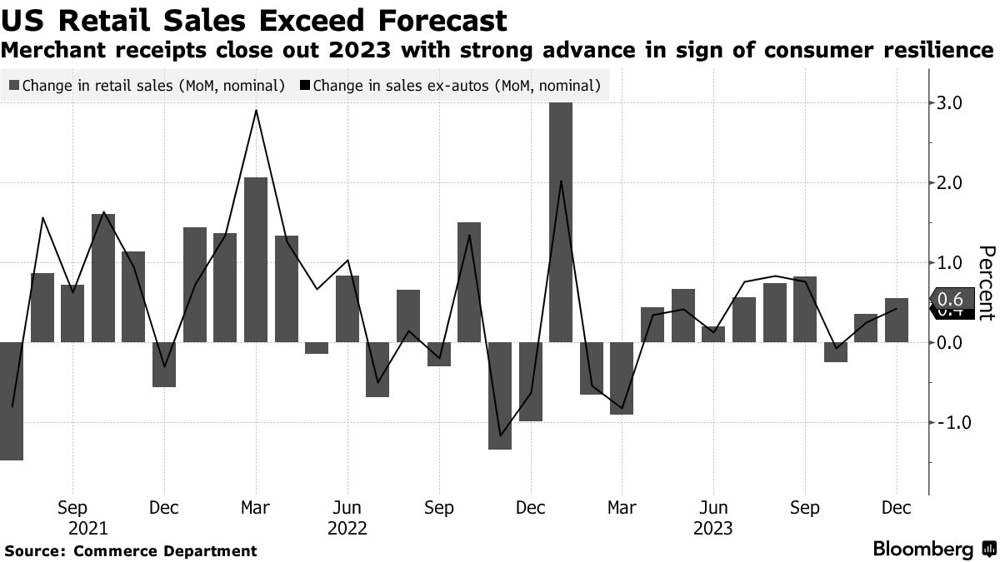 US Retail Sales Exceed Forecast
Merchant receipts close out 2023 with strong advance in sign of consumer resilience
Change in retail sales (MoM, nominal) Change in sales ex-autos (MoM, nominal)
3.0
2.0
1.0
0.6
0.4
0.0
-1.0
Percent
Sep Dec Mar Jun Sep Dec Mar Jun Sep Dec
2021 2022 2023
Source: Commerce Department
Bloomberg